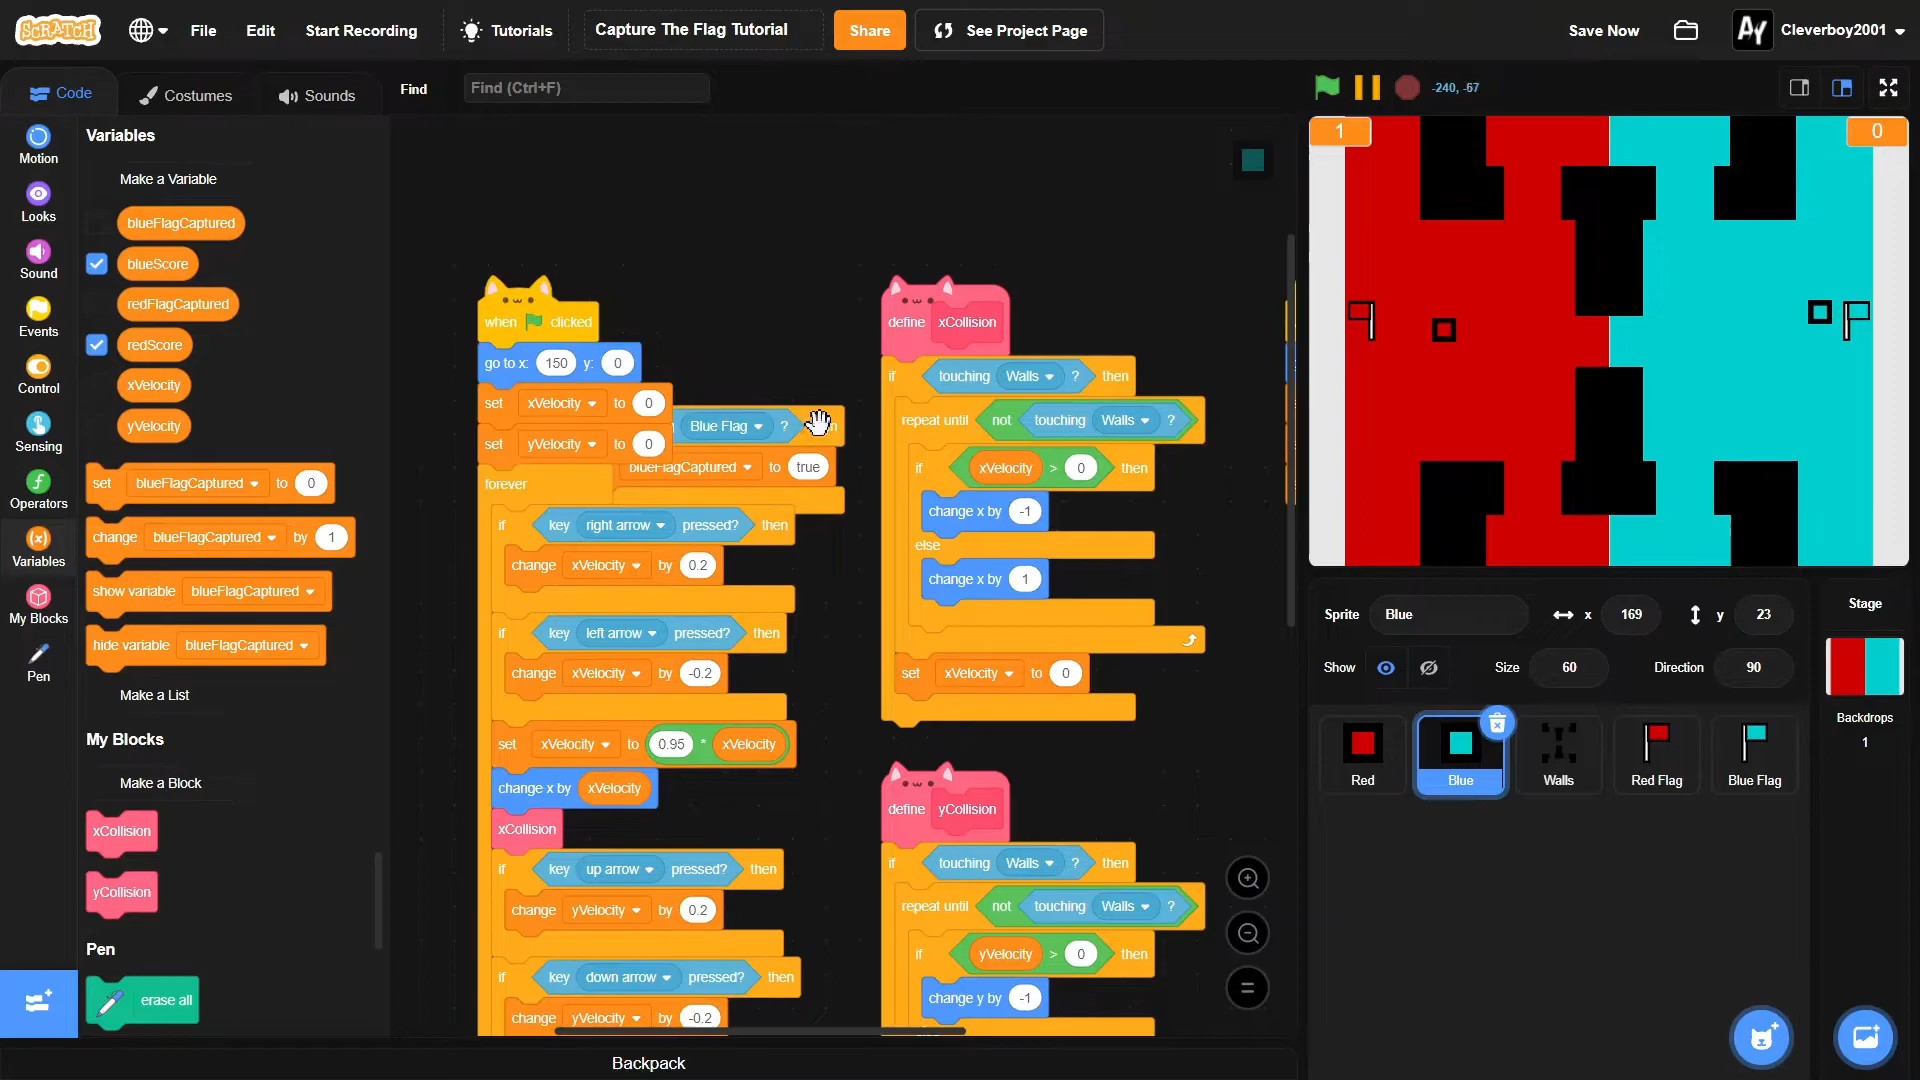 SCRATCH
File
Edit
Start Recording
Tutorials
Capture The Flag Tutorial
Share
See Project Page
Save Now
Ay
Cleverboy2001
Code
Costumes
Sounds
Find
Find (Ctrl+F)
-240, -67
Motion
Looks
Sound
Events
Control
Sensing
Operators
Variables
My Blocks
Pen
Variables
Make a Variable
blueFlagCaptured
blueScore
redFlagCaptured
redScore
xVelocity
yVelocity
set blueFlagCaptured to 0
change blueFlagCaptured by 1
show variable blueFlagCaptured
hide variable blueFlagCaptured
Make a List
My Blocks
Make a Block
xCollision
yCollision
Pen
erase all
when clicked
go to x: 150 y: 0
set xVelocity to 0
Blue Flag ?
set yVelocity to 0
blueFlagCaptured to true
forever
if key right arrow pressed? then
change xVelocity by 0.2
if key left arrow pressed? then
change xVelocity by -0.2
set xVelocity to 0.95 * xVelocity
change x by xVelocity
xCollision
if key up arrow pressed? then
change yVelocity by 0.2
if key down arrow pressed? then
change yVelocity by -0.2
define xCollision
if touching Walls ? then
repeat until not touching Walls ?
if xVelocity > 0 then
change x by -1
else
change x by 1
set xVelocity to 0
define yCollision
if touching Walls ? then
repeat until not touching Walls ?
if yVelocity > 0 then
change y by -1
Backpack
1
0
Sprite Blue x 169 y 23
Show Size 60 Direction 90
Red
Blue
Walls
Red Flag
Blue Flag
Stage
Backdrops
1